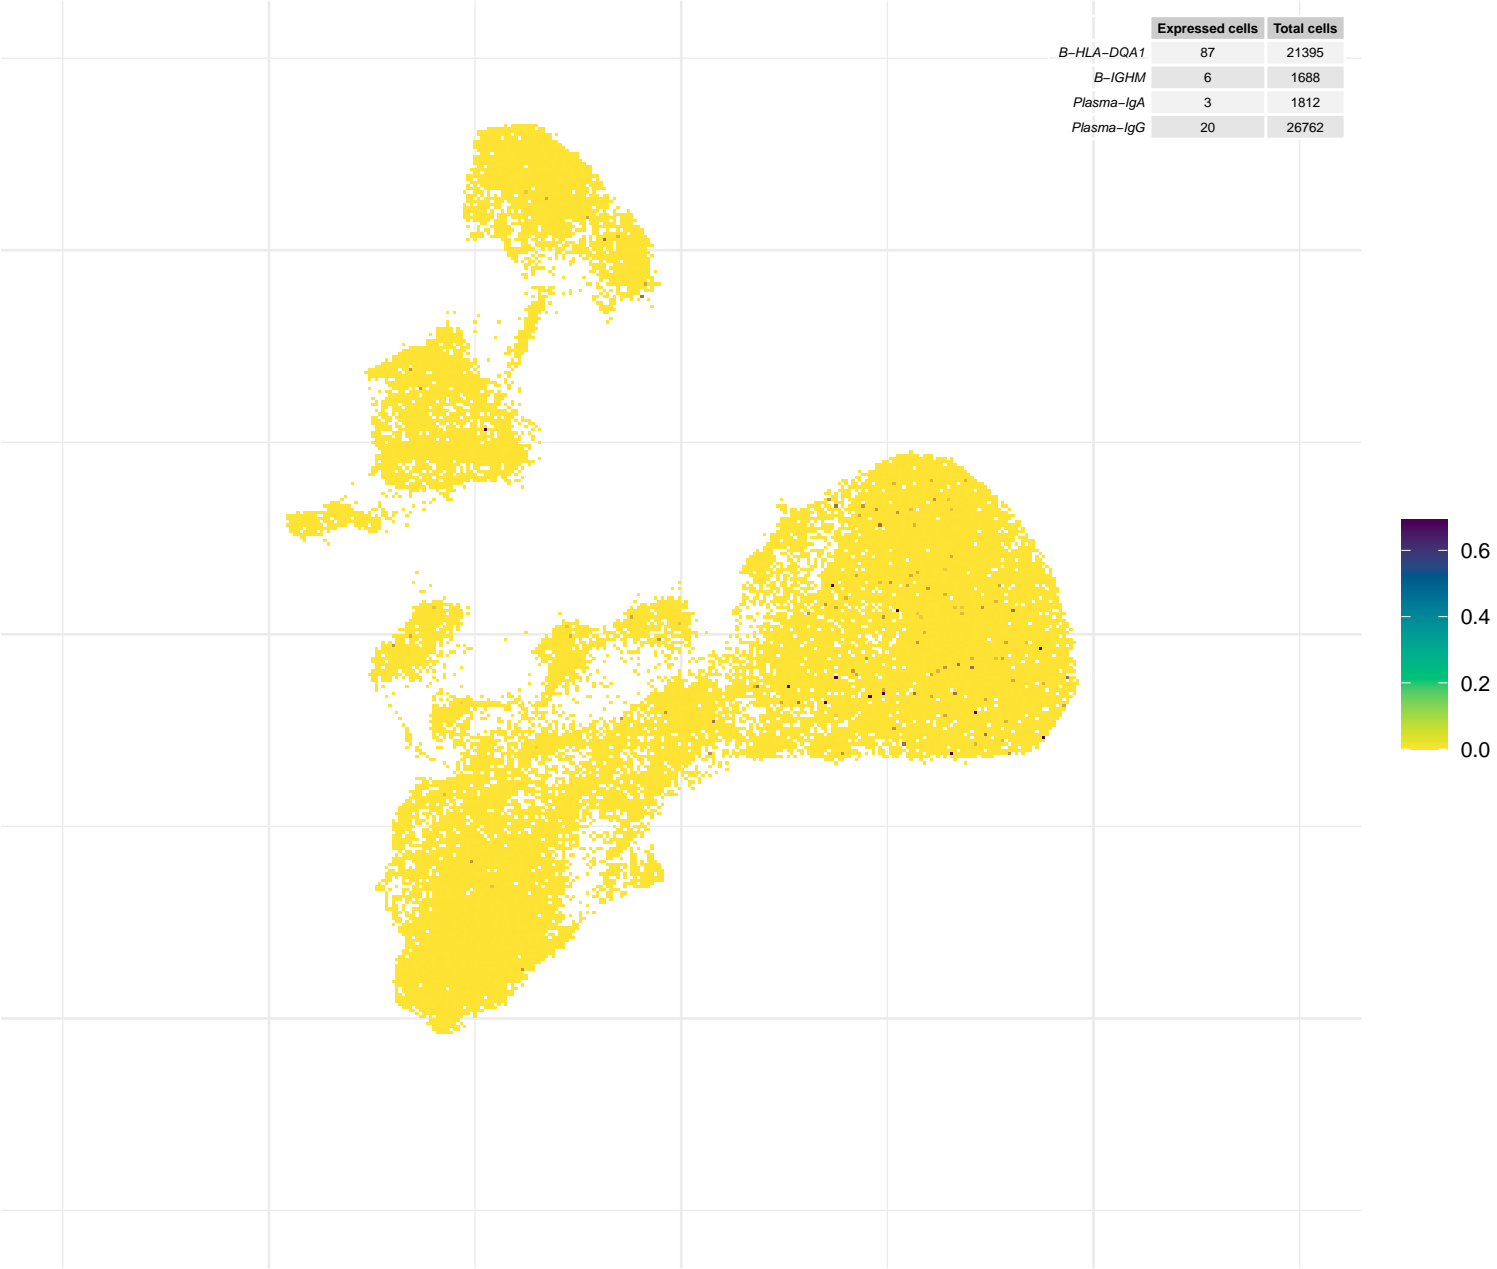 Expressed cells Total cells
B−HLA−DQA1 87 21395
B−IGHM 6 1688
Plasma−IgA 3 1812
Plasma−IgG 20 26762
0.6
0.4
0.2
0.0